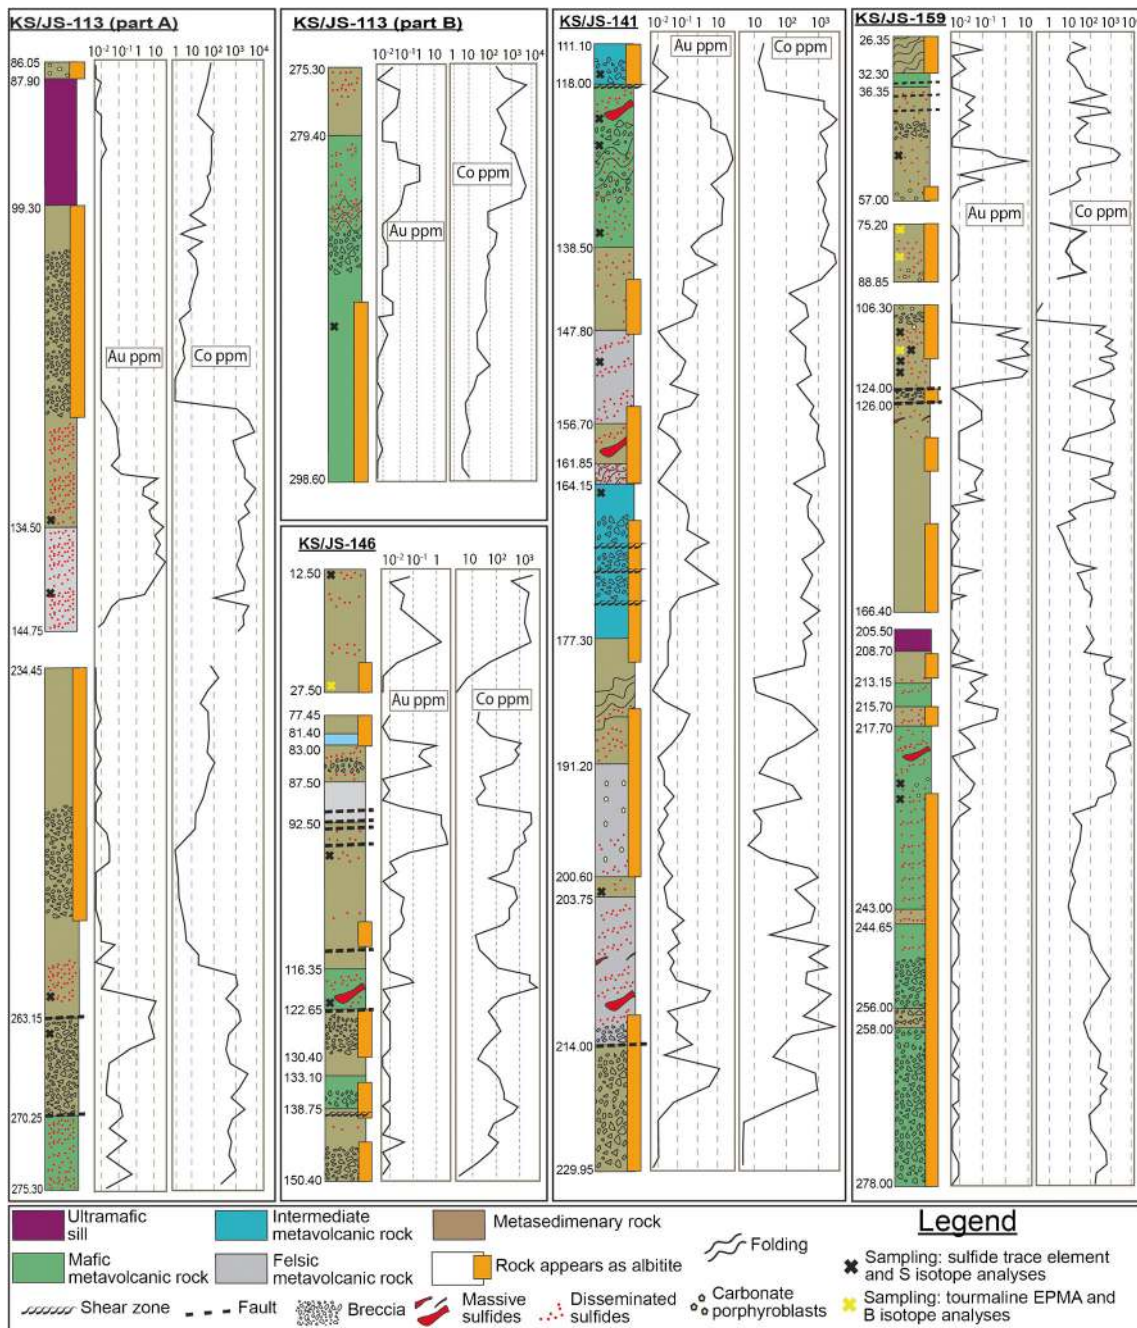 KS/JS-113 (part A)
10⁻² 10⁻¹ 1 10
1 10 10² 10³ 10⁴
86.05
87.90
99.30
Au ppm
Co ppm
134.50
144.75
234.45
263.15
270.25
275.30
KS/JS-113 (part B)
10⁻² 10⁻¹ 1 10
1 10 10² 10³ 10⁴
275.30
279.40
Au ppm
Co ppm
298.60
KS/JS-146
10⁻² 10⁻¹ 1
10 10² 10³
12.50
27.50
Au ppm
Co ppm
77.45
81.40
83.00
87.50
92.50
116.35
122.65
130.40
133.10
138.75
150.40
KS/JS-141
10⁻² 10⁻¹ 1
1 10 10² 10³
111.10
Au ppm
Co ppm
118.00
138.50
147.80
156.70
161.85
164.15
177.30
191.20
200.60
203.75
214.00
229.95
KS/JS-159
10⁻² 10⁻¹ 1 10
1 10 10² 10³ 10⁴
26.35
32.30
36.35
57.00
Au ppm
Co ppm
75.20
88.85
106.30
124.00
126.00
166.40
205.50
208.70
213.15
215.70
217.70
243.00
244.65
256.00
258.00
278.00
Legend
Ultramafic
sill
Intermediate
metavolcanic rock
Metasedimenary rock
Mafic
metavolcanic rock
Felsic
metavolcanic rock
Rock appears as albitite
Folding
Sampling: sulfide trace element
and S isotope analyses
Shear zone
Fault
Breccia
Massive
sulfides
Disseminated
sulfides
Carbonate
porphyroblasts
Sampling: tourmaline EPMA and
B isotope analyses